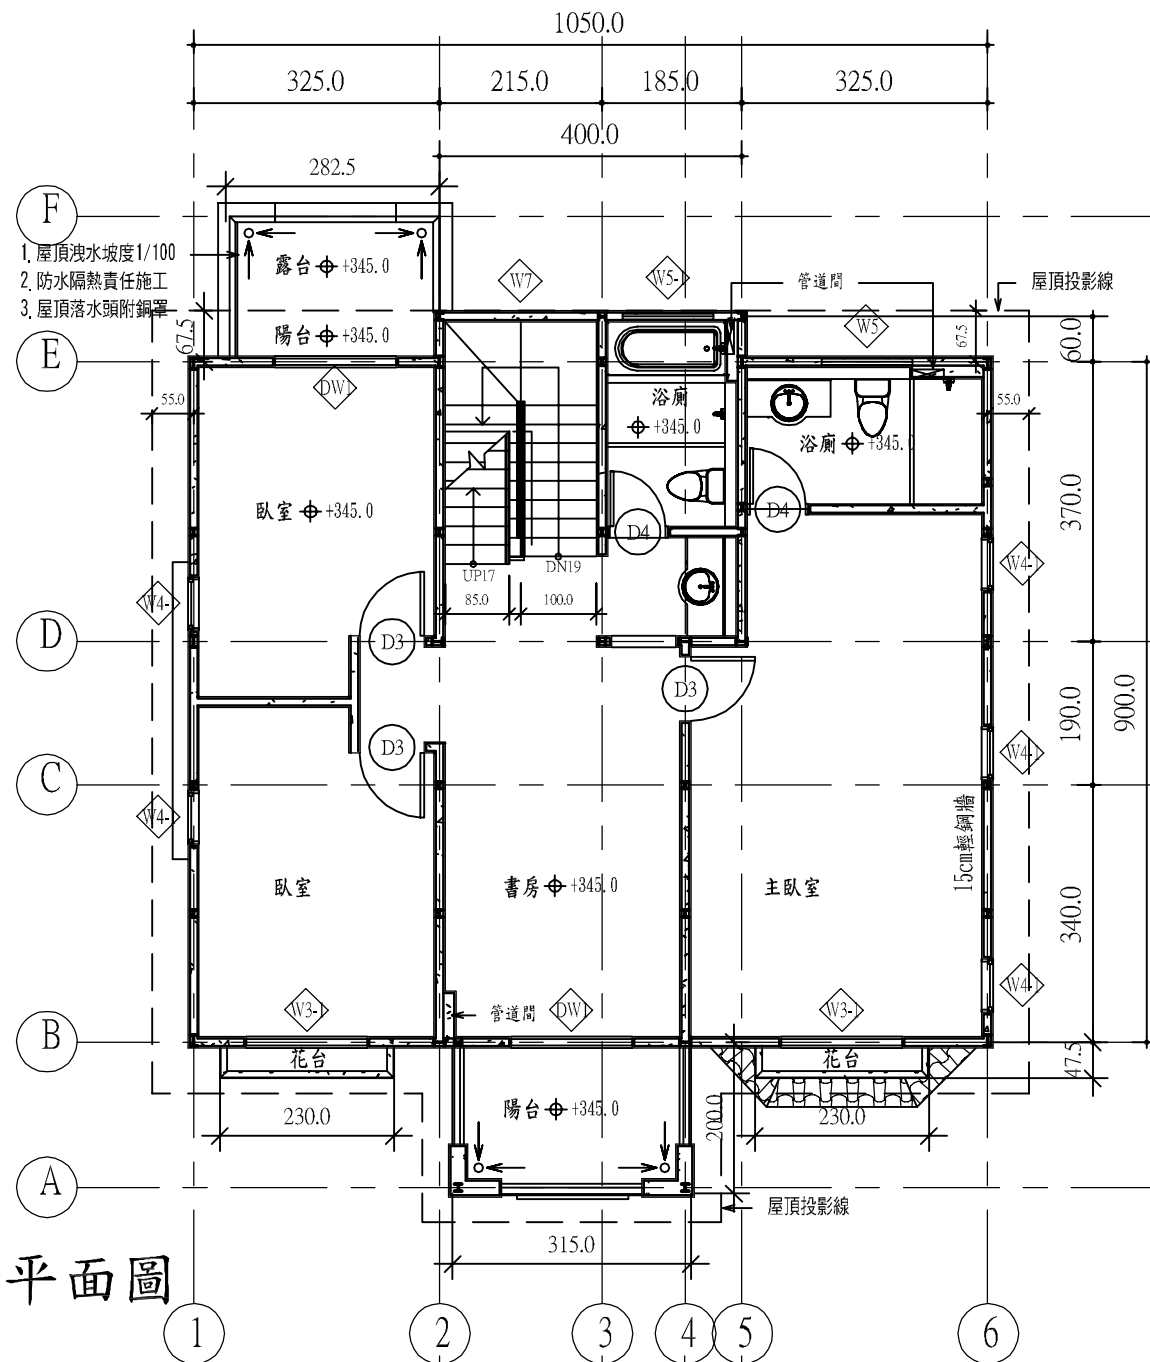 1050.0
325.0
215.0
185.0
325.0
400.0
282.5
F
1. 屋頂洩水坡度1/100
2. 防水隔熱責任施工
3. 屋頂落水頭附銅罩
露台 +345.0
W7
W5-1
管道間
屋頂投影線
67.5
陽台 +345.0
W5
67.5
60.0
E
DW1
55.0
浴廁
+345.0
浴廁 +345.0
55.0
臥室 +345.0
D4
D4
370.0
UP17
DN19
W4-1
W4-
85.0
100.0
D
D3
D3
190.0
900.0
D3
W4-1
C
W4-
15cm輕鋼牆
臥室
書房 +345.0
主臥室
340.0
W4-1
W3-1
管道間
DW1
W3-1
B
花台
花台
47.5
230.0
陽台 +345.0
200.0
230.0
A
屋頂投影線
315.0
平面圖
1
2
3
4
5
6